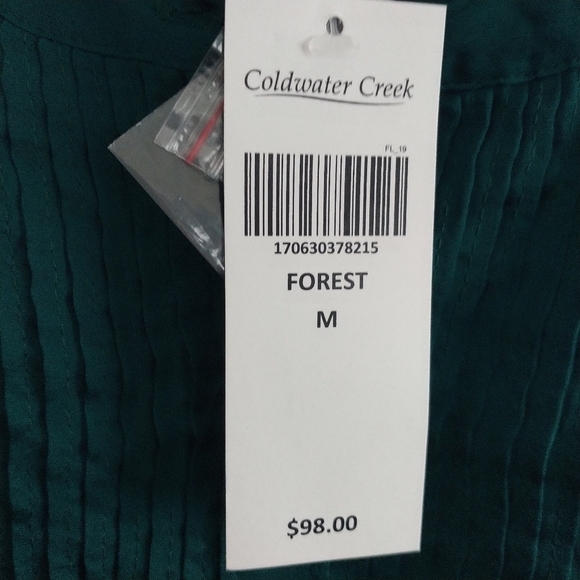 Coldwater Creek
FL_19
170630378215
FOREST
M
$98.00